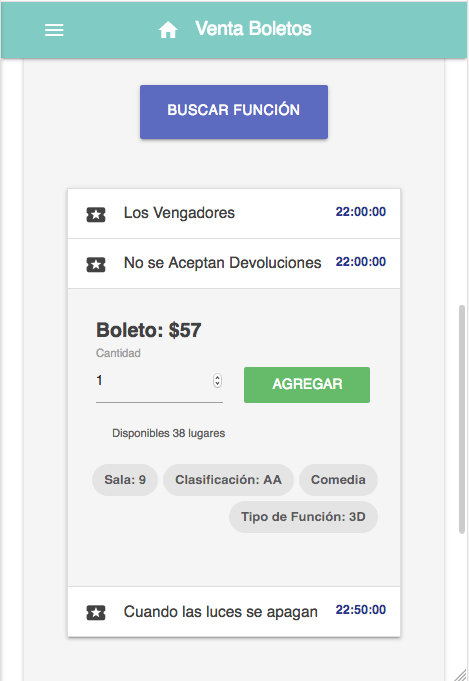 Venta Boletos
BUSCAR FUNCIÓN
Los Vengadores 22:00:00
No se Aceptan Devoluciones 22:00:00
Boleto: $57
Cantidad
1 AGREGAR
Disponibles 38 lugares
Sala: 9 Clasificación: AA Comedia
Tipo de Función: 3D
Cuando las luces se apagan 22:50:00